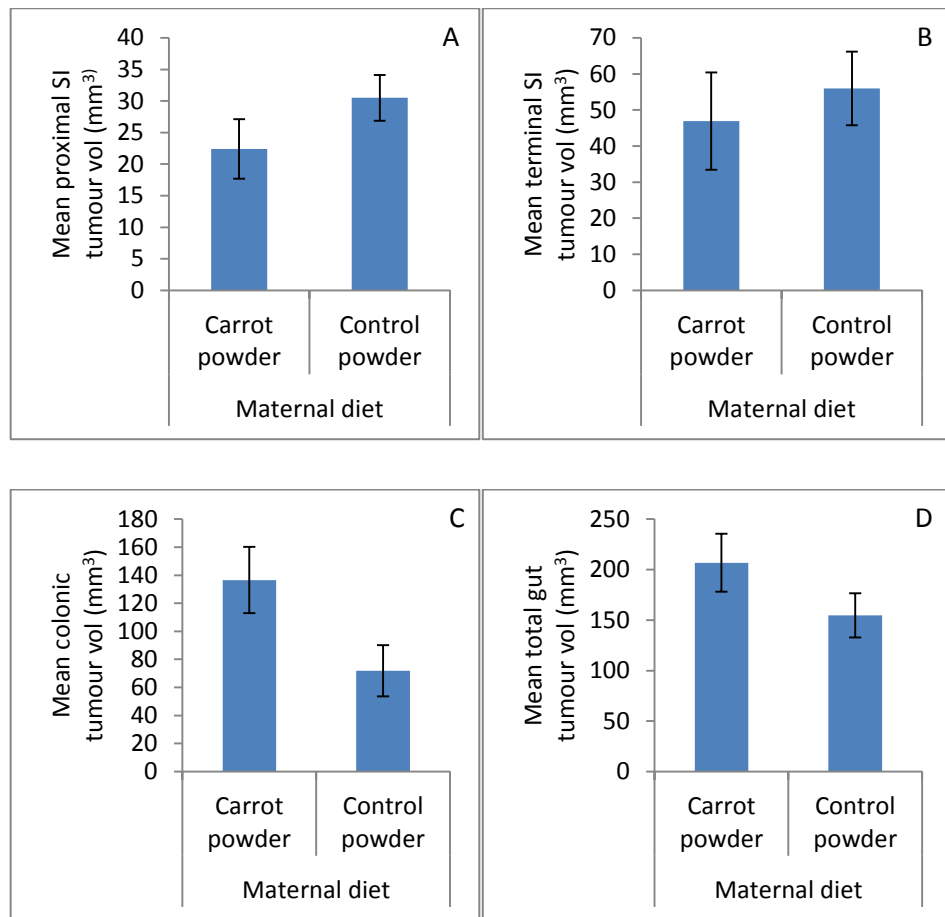 A
Mean proximal SI
tumour vol (mm³)
40
35
30
25
20
15
10
5
0
Carrot
powder
Control
powder
Maternal diet
B
Mean terminal SI
tumour vol (mm³)
70
60
50
40
30
20
10
0
Carrot
powder
Control
powder
Maternal diet
C
Mean colonic
tumour vol (mm³)
180
160
140
120
100
80
60
40
20
0
Carrot
powder
Control
powder
Maternal diet
D
Mean total gut
tumour vol (mm³)
250
200
150
100
50
0
Carrot
powder
Control
powder
Maternal diet